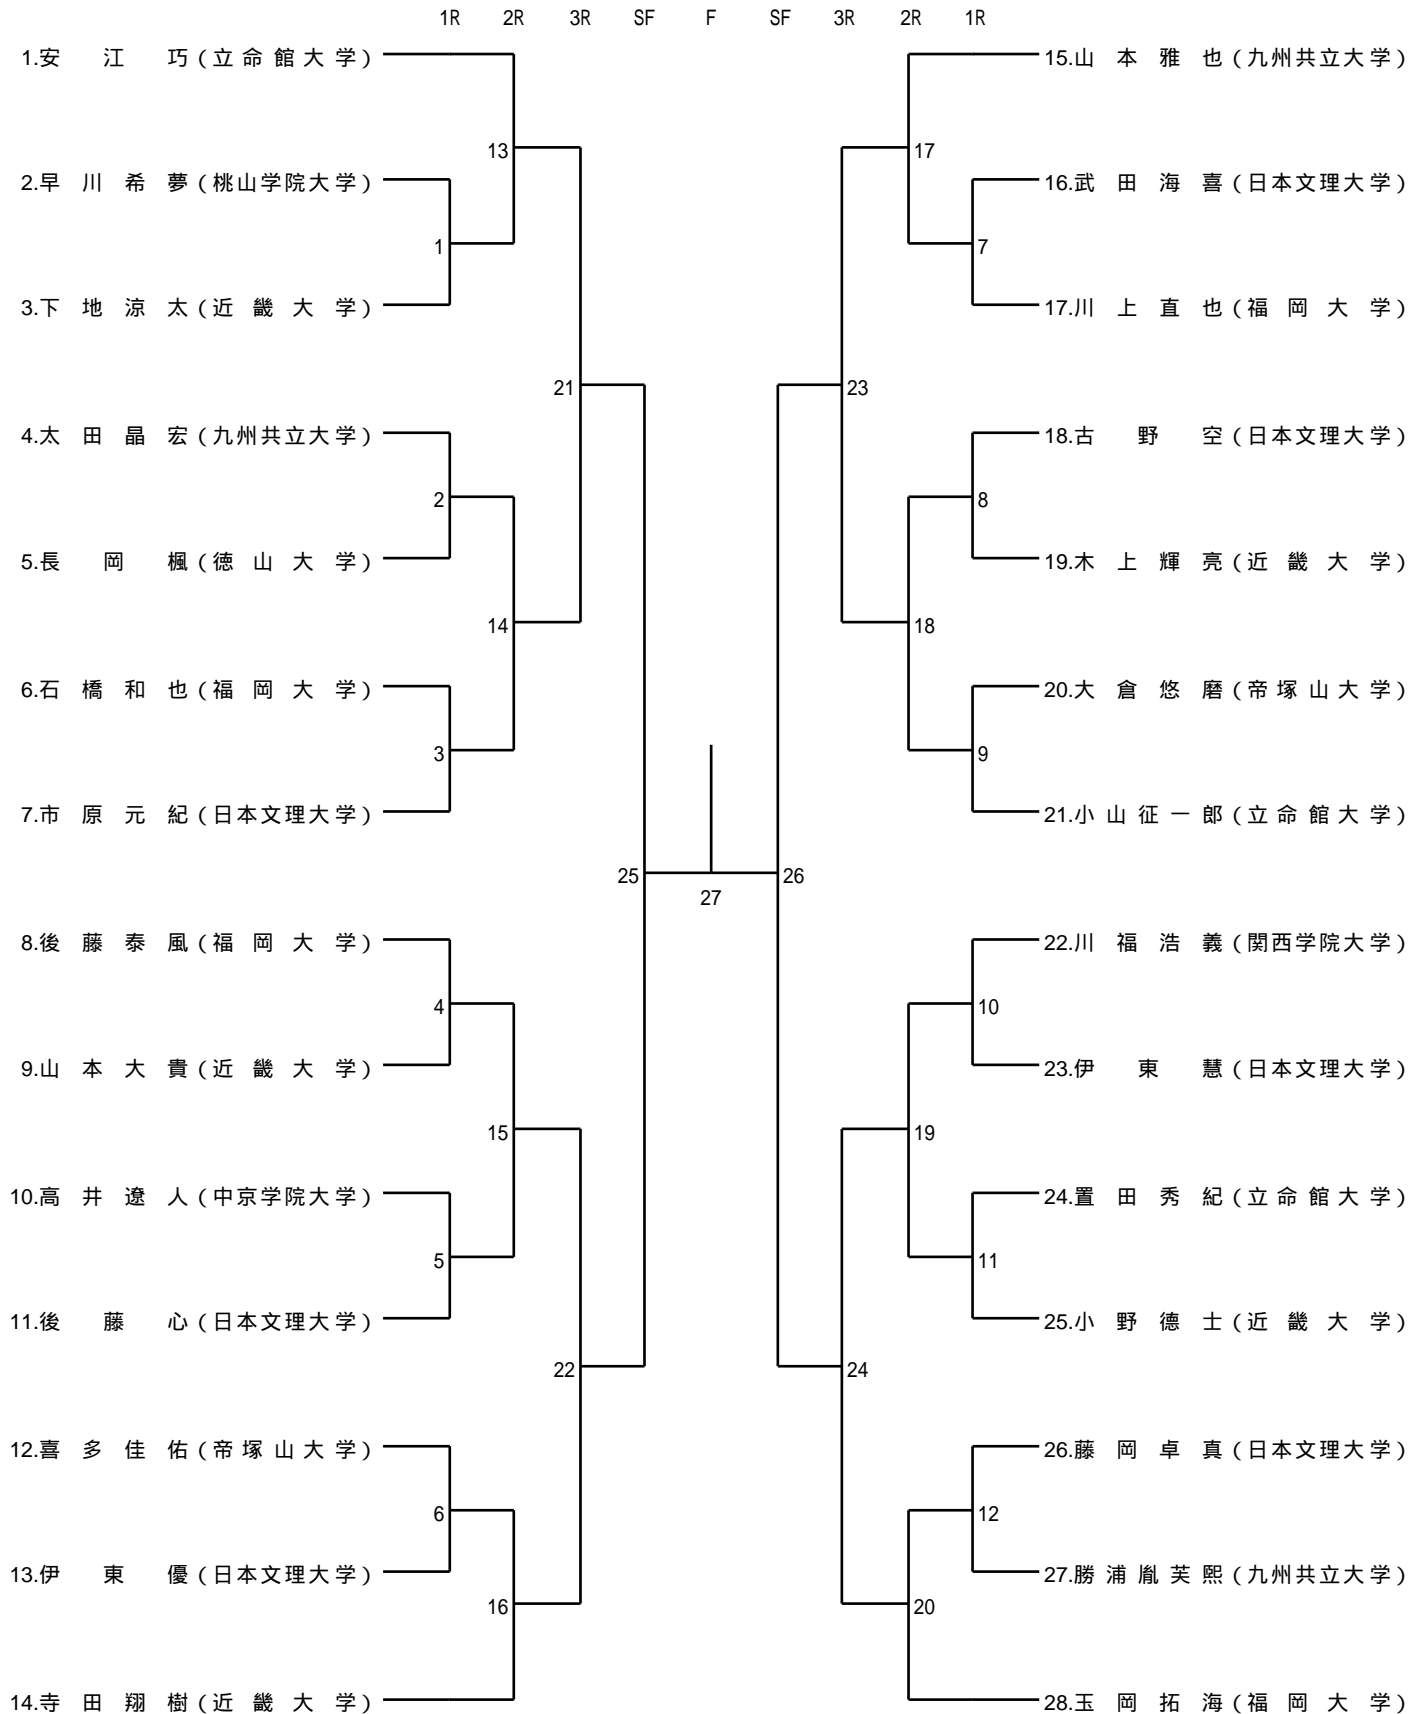 1R 2R 3R SF F SF 3R 2R 1R
1.安江巧(立命館大学)
2.早川希夢(桃山学院大学)
3.下地涼太(近畿大学)
4.太田晶宏(九州共立大学)
5.長岡楓(徳山大学)
6.石橋和也(福岡大学)
7.市原元紀(日本文理大学)
8.後藤泰風(福岡大学)
9.山本大貴(近畿大学)
10.高井遼人(中京学院大学)
11.後藤心(日本文理大学)
12.喜多佳佑(帝塚山大学)
13.伊東優(日本文理大学)
14.寺田翔樹(近畿大学)
1
2
3
4
5
6
13
14
15
16
21
22
25
27
26
23
24
17
18
19
20
7
8
9
10
11
12
15.山本雅也(九州共立大学)
16.武田海喜(日本文理大学)
17.川上直也(福岡大学)
18.古野空(日本文理大学)
19.木上輝亮(近畿大学)
20.大倉悠磨(帝塚山大学)
21.小山征一郎(立命館大学)
22.川福浩義(関西学院大学)
23.伊東慧(日本文理大学)
24.置田秀紀(立命館大学)
25.小野德士(近畿大学)
26.藤岡卓真(日本文理大学)
27.勝浦胤芙熙(九州共立大学)
28.玉岡拓海(福岡大学)